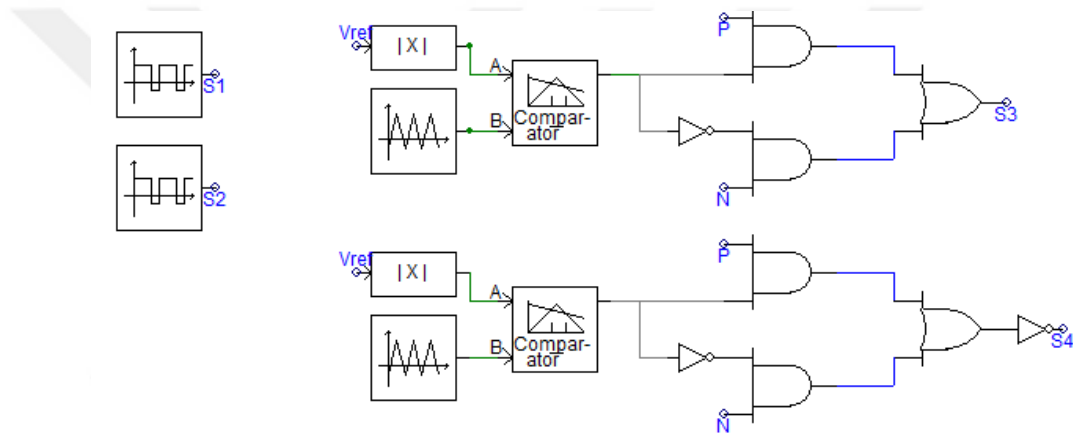 S1
S2
Vref
|X|
A
B
Compar-
ator
P
N
S3
Vref
|X|
A
B
Compar-
ator
P
N
S4